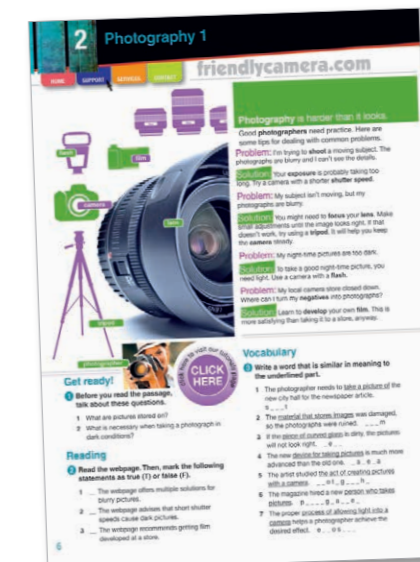 2 Photography 1
HOME SUPPORT SERVICES CONTACT
friendlycamera.com
flash
film
camera
lens
tripod
photographer
Photography is harder than it looks.
Good photographers need practice. Here are
some tips for dealing with common problems.
Problem: I'm trying to shoot a moving subject. The
photographs are blurry and I can't see the details.
Solution: Your exposure is probably taking too
long. Try a camera with a shorter shutter speed.
Problem: My subject isn't moving, but my
photographs are blurry.
Solution: You might need to focus your lens. Make
small adjustments until the image looks right. If that
doesn't work, try using a tripod. It will help you keep
the camera steady.
Problem: My night-time pictures are too dark.
Solution: To take a good night-time picture, you
need light. Use a camera with a flash.
Problem: My local camera store closed down.
Where can I turn my negatives into photographs?
Solution: Learn to develop your own film. This is
more satisfying than taking it to a store, anyway.
CLICK
HERE
Get ready!
1 Before you read the passage,
talk about these questions.
1 What are pictures stored on?
2 What is necessary when taking a photograph in
dark conditions?
Reading
2 Read the webpage. Then, mark the following
statements as true (T) or false (F).
1 __ The webpage offers multiple solutions for
blurry pictures.
2 __ The webpage advises that short shutter
speeds cause dark pictures.
3 __ The webpage recommends getting film
developed at a store.
Vocabulary
3 Write a word that is similar in meaning to
the underlined part.
1 The photographer needs to take a picture of the
new city hall for the newspaper article.
s _ _ _ t
2 The material that stores images was damaged,
so the photographs were ruined. _ _ _ m
3 If the piece of curved glass is dirty, the pictures
will not look right. _ e _ _
4 The new device for taking pictures is much more
advanced than the old one. _ a _ e _ a
5 The artist studied the act of creating pictures
with a camera. _ _ o t _ g _ _ _ h _
6 The magazine hired a new person who takes
pictures. p _ _ _ _ g _ a _ _ e _
7 The proper process of allowing light into a
camera helps a photographer achieve the
desired effect. e _ _ o s _ _ _
6